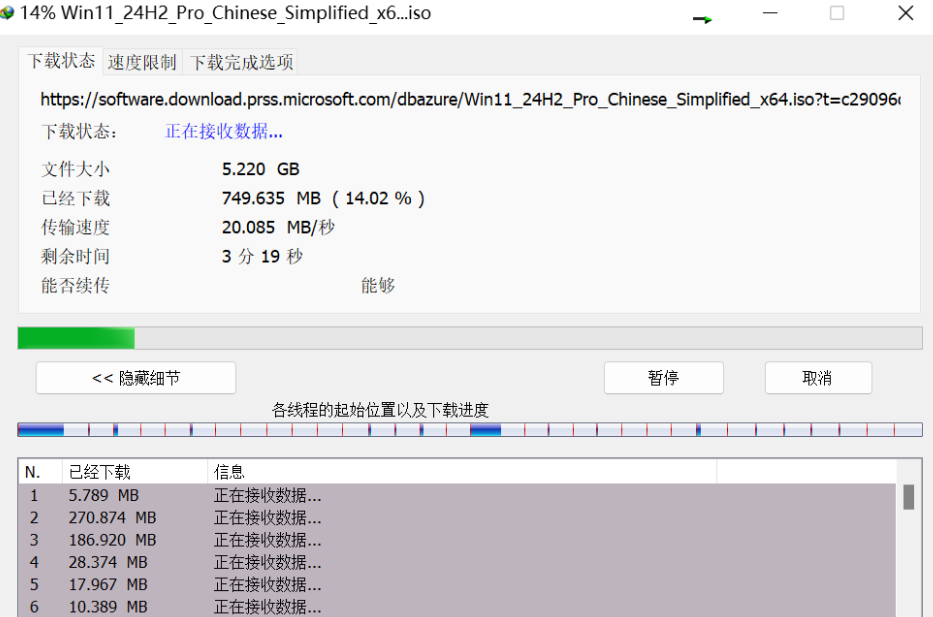 14% Win11_24H2_Pro_Chinese_Simplified_x6...iso
下载状态 速度限制 下载完成选项
https://software.download.prss.microsoft.com/dbazure/Win11_24H2_Pro_Chinese_Simplified_x64.iso?t=c29096
下载状态: 正在接收数据...
文件大小 5.220 GB
已经下载 749.635 MB ( 14.02 % )
传输速度 20.085 MB/秒
剩余时间 3 分 19 秒
能否续传 能够
<< 隐藏细节 暂停 取消
各线程的起始位置以及下载进度
N. 已经下载 信息
1 5.789 MB 正在接收数据...
2 270.874 MB 正在接收数据...
3 186.920 MB 正在接收数据...
4 28.374 MB 正在接收数据...
5 17.967 MB 正在接收数据...
6 10.389 MB 正在接收数据...